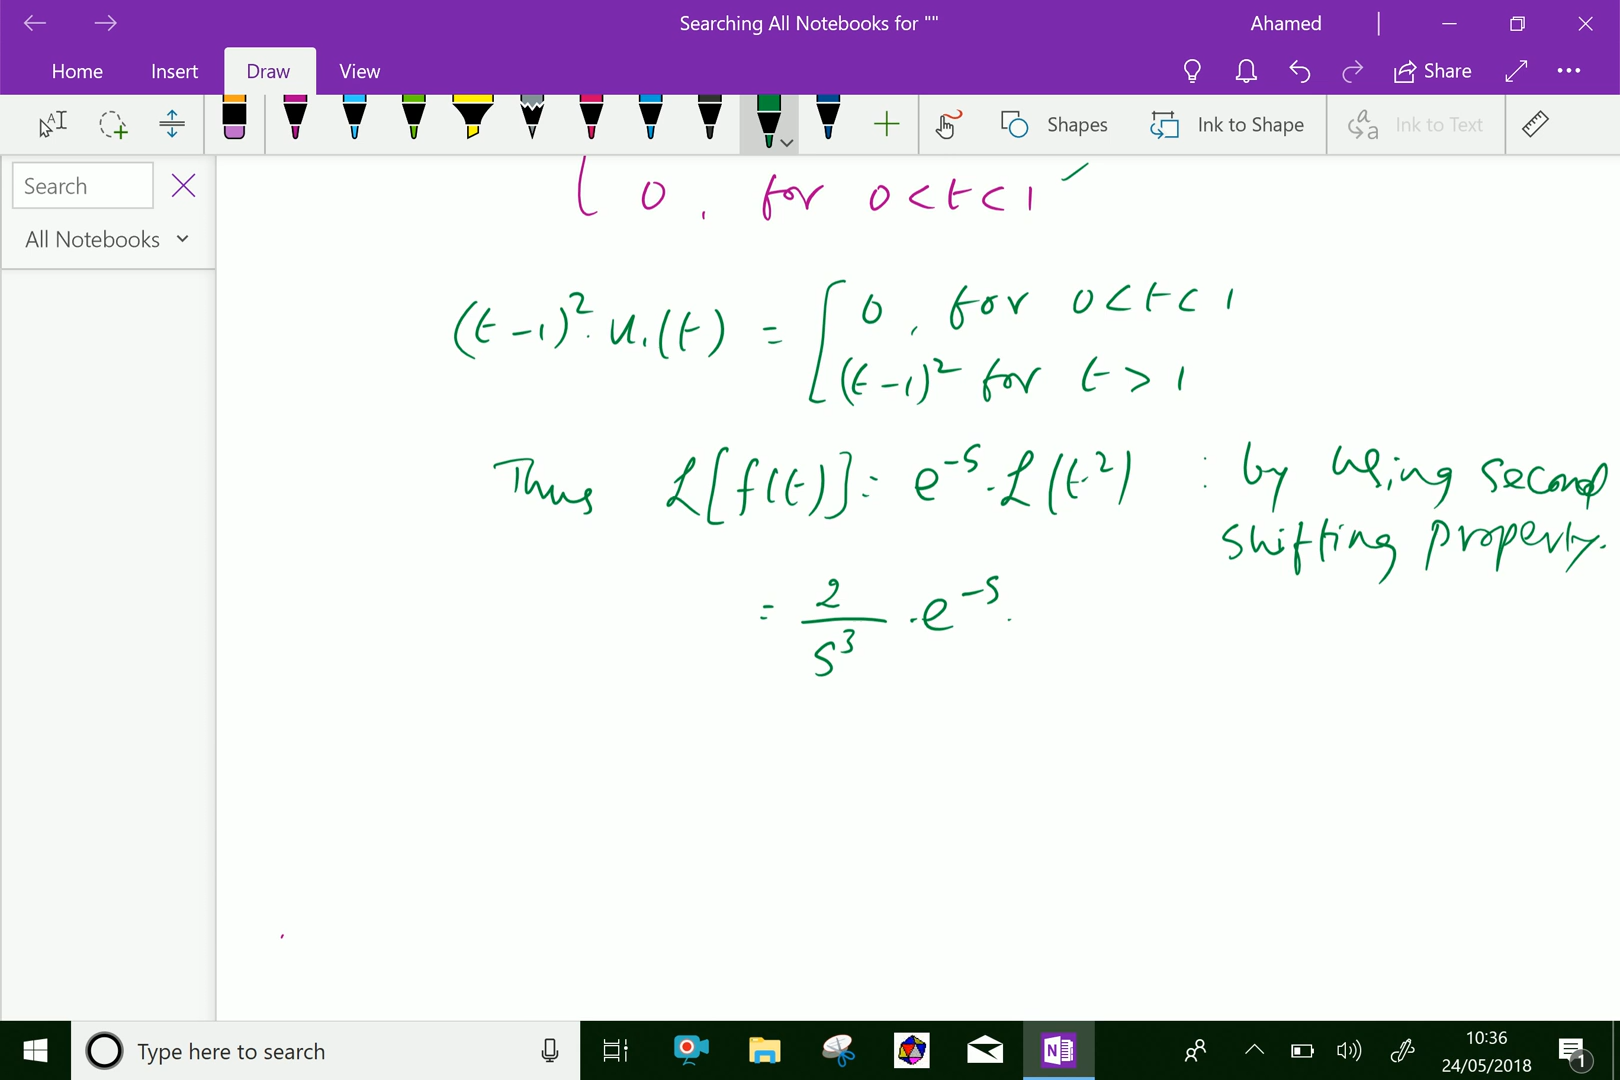 Searching All Notebooks for ""
Ahamed
Home Insert Draw View
Share
Shapes Ink to Shape Ink to Text
Search
All Notebooks
0, for 0<t<1
(t-1)²·u₁(t) = [0, for 0<t<1
(t-1)² for t>1
Thus ℒ[f(t)] = e⁻ˢ·ℒ(t²) : by using second
shifting property.
= 2/s³ ·e⁻ˢ.
Type here to search
10:36
24/05/2018
1